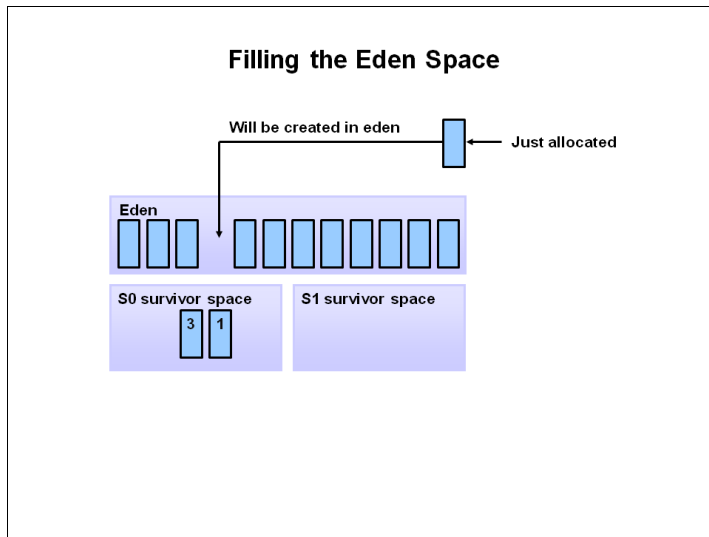 Filling the Eden Space
Will be created in eden
Just allocated
Eden
S0 survivor space
S1 survivor space
3 1